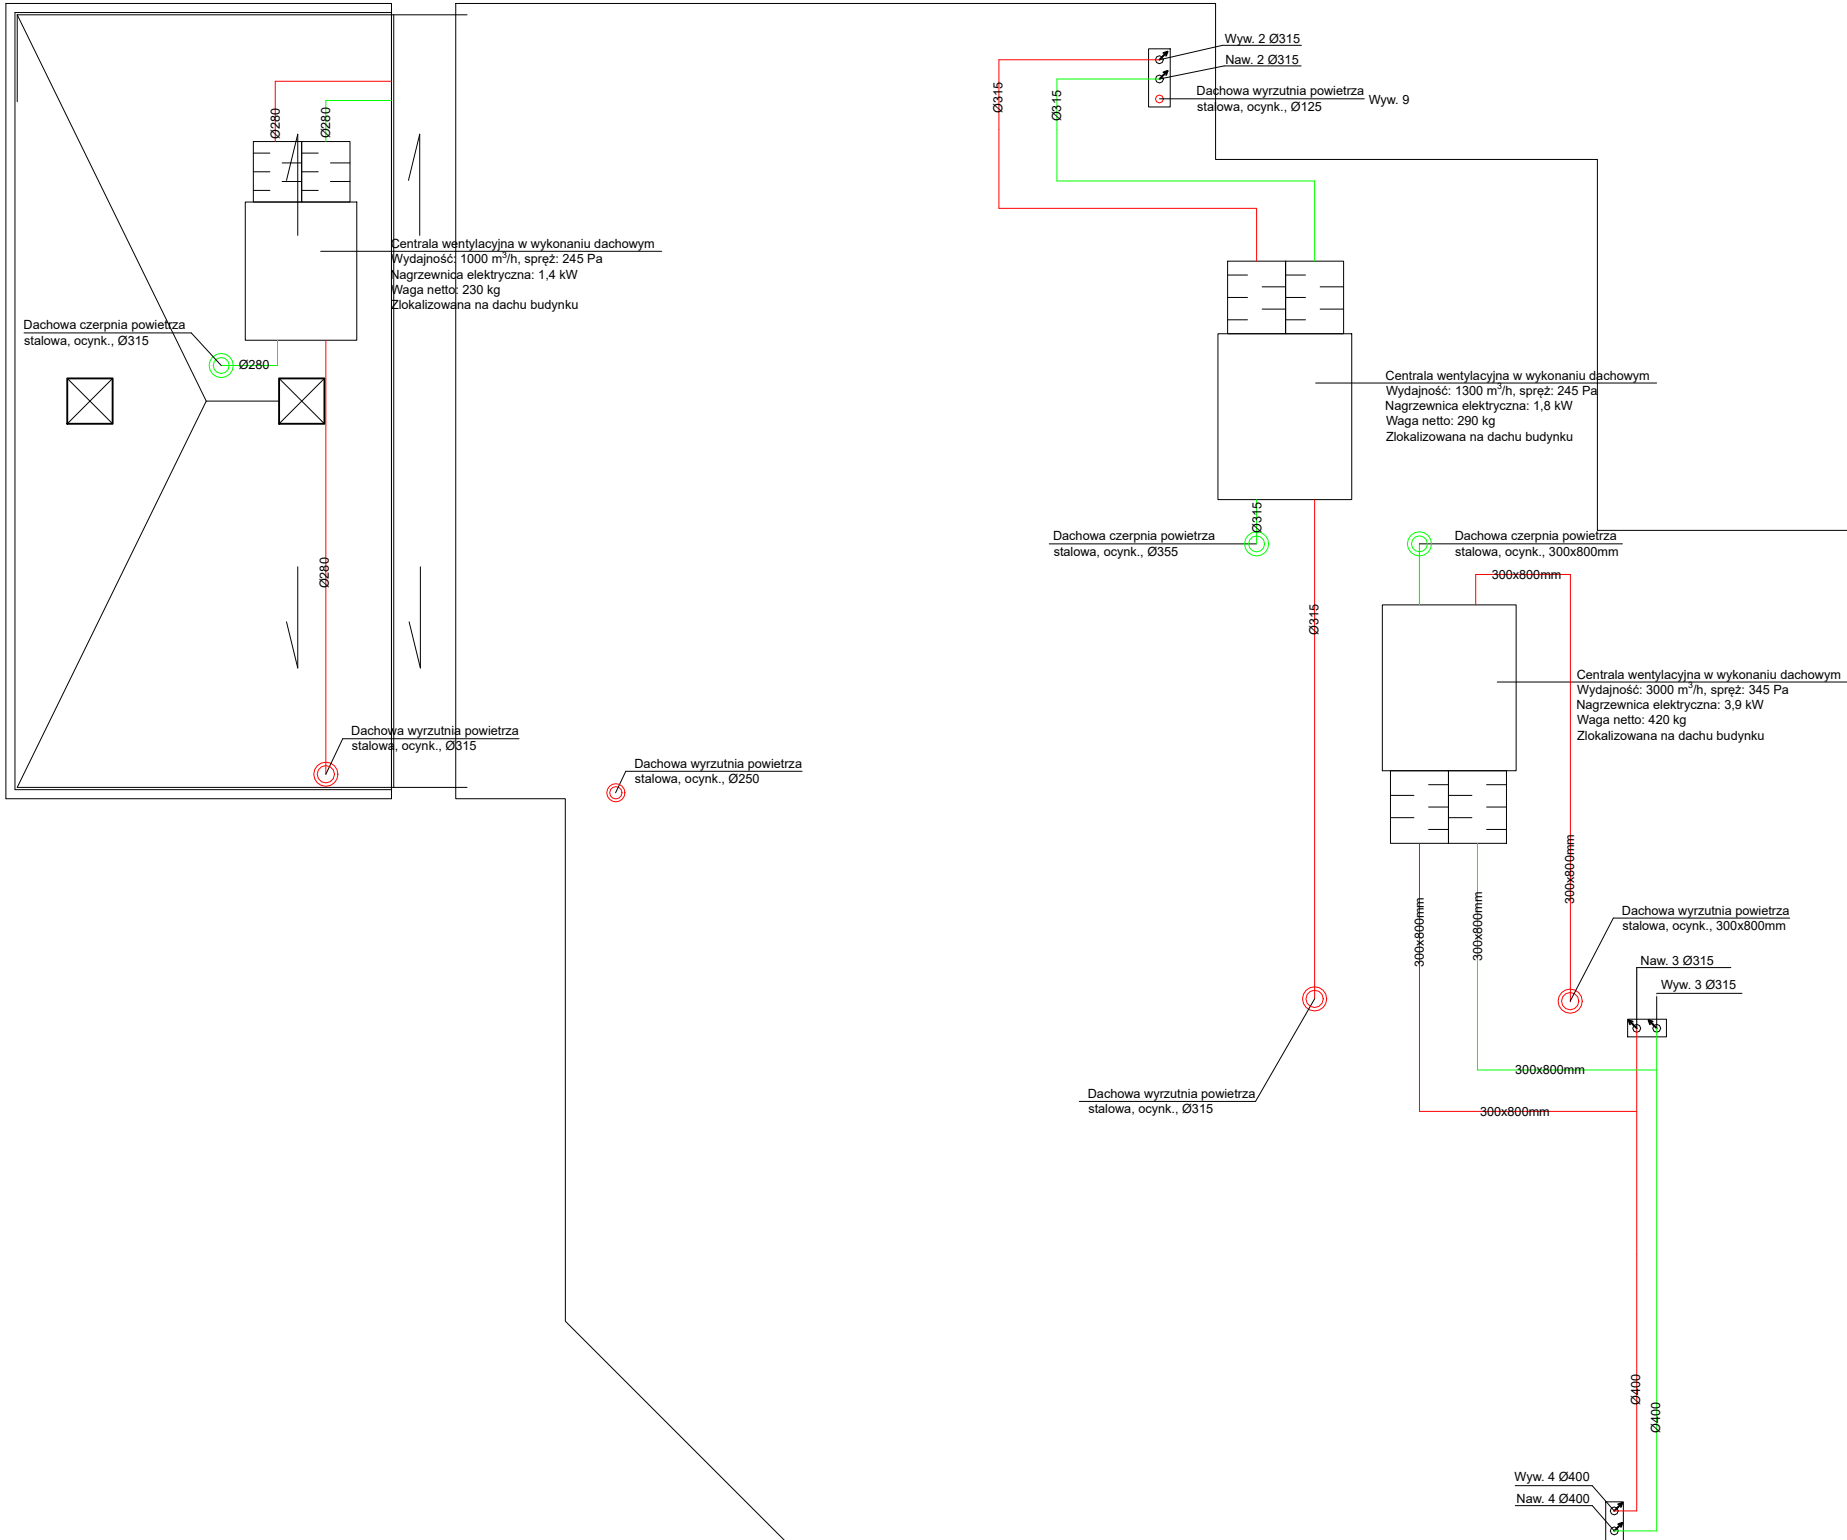 Wyw. 2 Ø315
Naw. 2 Ø315
Dachowa wyrzutnia powietrza
stalowa, ocynk., Ø125
Wyw. 9
Ø315
Ø315
Ø280
Ø280
Centrala wentylacyjna w wykonaniu dachowym
Wydajność: 1000 m³/h, spręż: 245 Pa
Nagrzewnica elektryczna: 1,4 kW
Waga netto: 230 kg
Zlokalizowana na dachu budynku
Dachowa czerpnia powietrza
stalowa, ocynk., Ø315
Ø280
Ø280
Dachowa wyrzutnia powietrza
stalowa, ocynk., Ø315
Dachowa wyrzutnia powietrza
stalowa, ocynk., Ø250
Centrala wentylacyjna w wykonaniu dachowym
Wydajność: 1300 m³/h, spręż: 245 Pa
Nagrzewnica elektryczna: 1,8 kW
Waga netto: 290 kg
Zlokalizowana na dachu budynku
Ø315
Dachowa czerpnia powietrza
stalowa, ocynk., Ø355
Dachowa czerpnia powietrza
stalowa, ocynk., 300x800mm
300x800mm
Ø315
Centrala wentylacyjna w wykonaniu dachowym
Wydajność: 3000 m³/h, spręż: 345 Pa
Nagrzewnica elektryczna: 3,9 kW
Waga netto: 420 kg
Zlokalizowana na dachu budynku
300x800mm
300x800mm
300x800mm
Dachowa wyrzutnia powietrza
stalowa, ocynk., 300x800mm
Naw. 3 Ø315
Wyw. 3 Ø315
300x800mm
300x800mm
Dachowa wyrzutnia powietrza
stalowa, ocynk., Ø315
Ø400
Ø400
Wyw. 4 Ø400
Naw. 4 Ø400